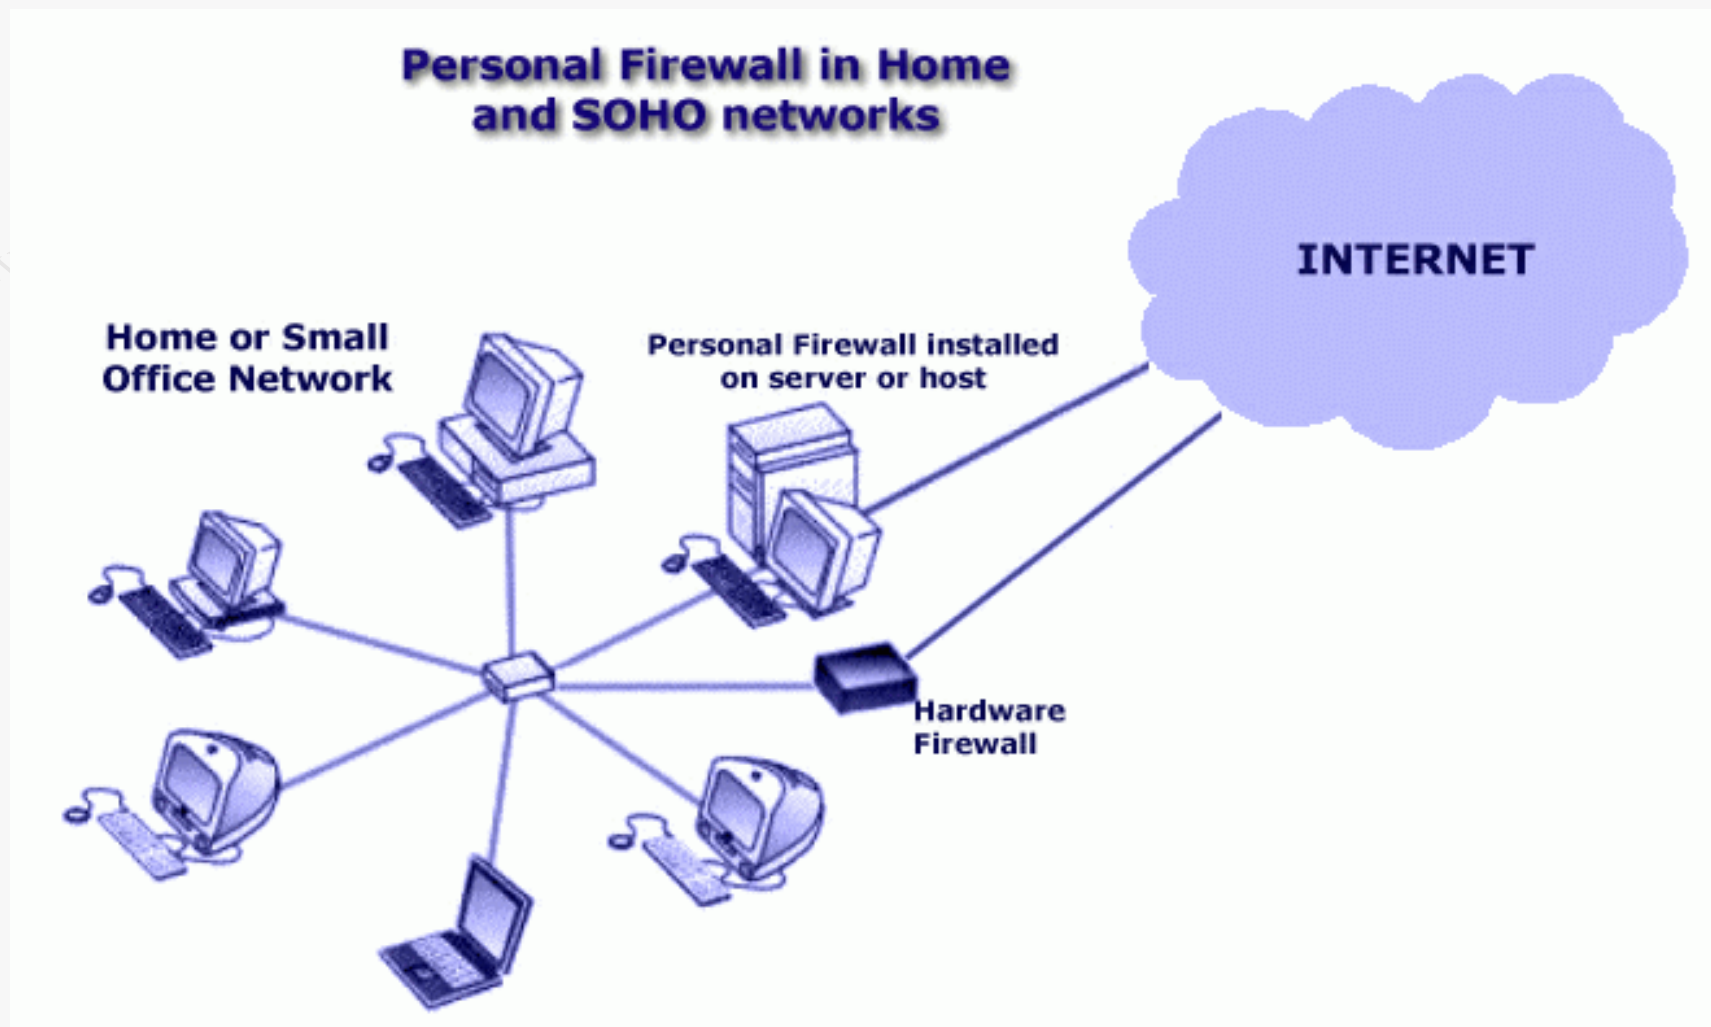 Personal Firewall in Home
and SOHO networks
INTERNET
Home or Small
Office Network
Personal Firewall installed
on server or host
Hardware
Firewall